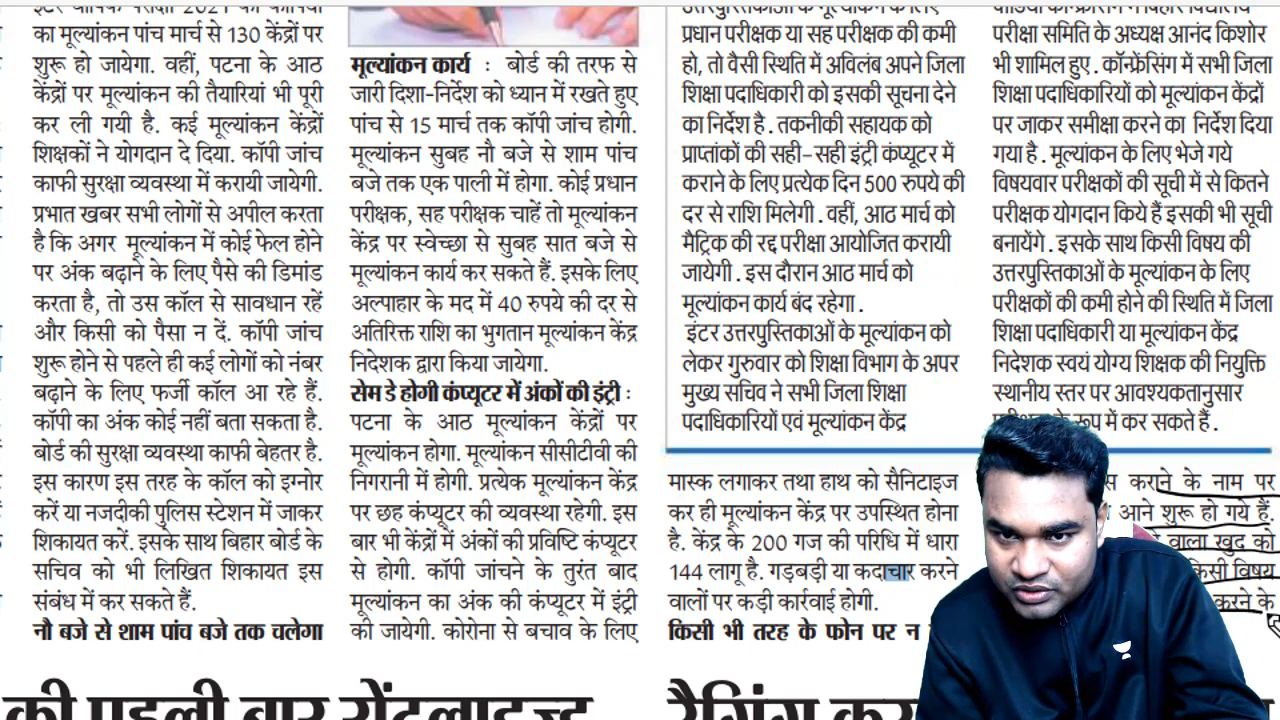 का मूल्यांकन पांच मार्च से 130 केंद्रों पर
शुरू हो जायेगा. वहीं, पटना के आठ
केंद्रों पर मूल्यांकन की तैयारियां भी पूरी
कर ली गयी है. कई मूल्यांकन केंद्रों
शिक्षकों ने योगदान दे दिया. कॉपी जांच
काफी सुरक्षा व्यवस्था में करायी जायेगी.
प्रभात खबर सभी लोगों से अपील करता
है कि अगर मूल्यांकन में कोई फेल होने
पर अंक बढ़ाने के लिए पैसे की डिमांड
करता है, तो उस कॉल से सावधान रहें
और किसी को पैसा न दें. कॉपी जांच
शुरू होने से पहले ही कई लोगों को नंबर
बढ़ाने के लिए फर्जी कॉल आ रहे हैं.
कॉपी का अंक कोई नहीं बता सकता है.
बोर्ड की सुरक्षा व्यवस्था काफी बेहतर है.
इस कारण इस तरह के कॉल को इग्नोर
करें या नजदीकी पुलिस स्टेशन में जाकर
शिकायत करें. इसके साथ बिहार बोर्ड के
सचिव को भी लिखित शिकायत इस
संबंध में कर सकते हैं.
नौ बजे से शाम पांच बजे तक चलेगा
मूल्यांकन कार्य : बोर्ड की तरफ से
जारी दिशा-निर्देश को ध्यान में रखते हुए
पांच से 15 मार्च तक कॉपी जांच होगी.
मूल्यांकन सुबह नौ बजे से शाम पांच
बजे तक एक पाली में होगा. कोई प्रधान
परीक्षक, सह परीक्षक चाहें तो मूल्यांकन
केंद्र पर स्वेच्छा से सुबह सात बजे से
मूल्यांकन कार्य कर सकते हैं. इसके लिए
अल्पाहार के मद में 40 रुपये की दर से
अतिरिक्त राशि का भुगतान मूल्यांकन केंद्र
निदेशक द्वारा किया जायेगा.
सेम डे होगी कंप्यूटर में अंकों की इंट्री :
पटना के आठ मूल्यांकन केंद्रों पर
मूल्यांकन होगा. मूल्यांकन सीसीटीवी की
निगरानी में होगी. प्रत्येक मूल्यांकन केंद्र
पर छह कंप्यूटर की व्यवस्था रहेगी. इस
बार भी केंद्रों में अंकों की प्रविष्टि कंप्यूटर
से होगी. कॉपी जांचने के तुरंत बाद
मूल्यांकन का अंक की कंप्यूटर में इंट्री
की जायेगी. कोरोना से बचाव के लिए
प्रधान परीक्षक या सह परीक्षक की कमी
हो, तो वैसी स्थिति में अविलंब अपने जिला
शिक्षा पदाधिकारी को इसकी सूचना देने
का निर्देश है. तकनीकी सहायक को
प्राप्तांकों की सही-सही इंट्री कंप्यूटर में
कराने के लिए प्रत्येक दिन 500 रुपये की
दर से राशि मिलेगी. वहीं, आठ मार्च को
मैट्रिक की रद्द परीक्षा आयोजित करायी
जायेगी. इस दौरान आठ मार्च को
मूल्यांकन कार्य बंद रहेगा.
इंटर उत्तरपुस्तिकाओं के मूल्यांकन को
लेकर गुरुवार को शिक्षा विभाग के अपर
मुख्य सचिव ने सभी जिला शिक्षा
पदाधिकारियों एवं मूल्यांकन केंद्र
परीक्षा समिति के अध्यक्ष आनंद किशोर
भी शामिल हुए. कॉन्फ्रेंसिंग में सभी जिला
शिक्षा पदाधिकारियों को मूल्यांकन केंद्रों
पर जाकर समीक्षा करने का निर्देश दिया
गया है. मूल्यांकन के लिए भेजे गये
विषयवार परीक्षकों की सूची में से कितने
परीक्षक योगदान किये हैं इसकी भी सूची
बनायेंगे. इसके साथ किसी विषय की
उत्तरपुस्तिकाओं के मूल्यांकन के लिए
परीक्षकों की कमी होने की स्थिति में जिला
शिक्षा पदाधिकारी या मूल्यांकन केंद्र
निदेशक स्वयं योग्य शिक्षक की नियुक्ति
स्थानीय स्तर पर आवश्यकतानुसार
के रूप में कर सकते हैं.
मास्क लगाकर तथा हाथ को सैनिटाइज
कर ही मूल्यांकन केंद्र पर उपस्थित होना
है. केंद्र के 200 गज की परिधि में धारा
144 लागू है. गड़बड़ी या कदाचार करने
वालों पर कड़ी कार्रवाई होगी.
किसी भी तरह के फोन पर न
कराने के नाम पर
आने शुरू हो गये हैं.
वाला खुद को
किसी विषय
करने के
की पहली बार